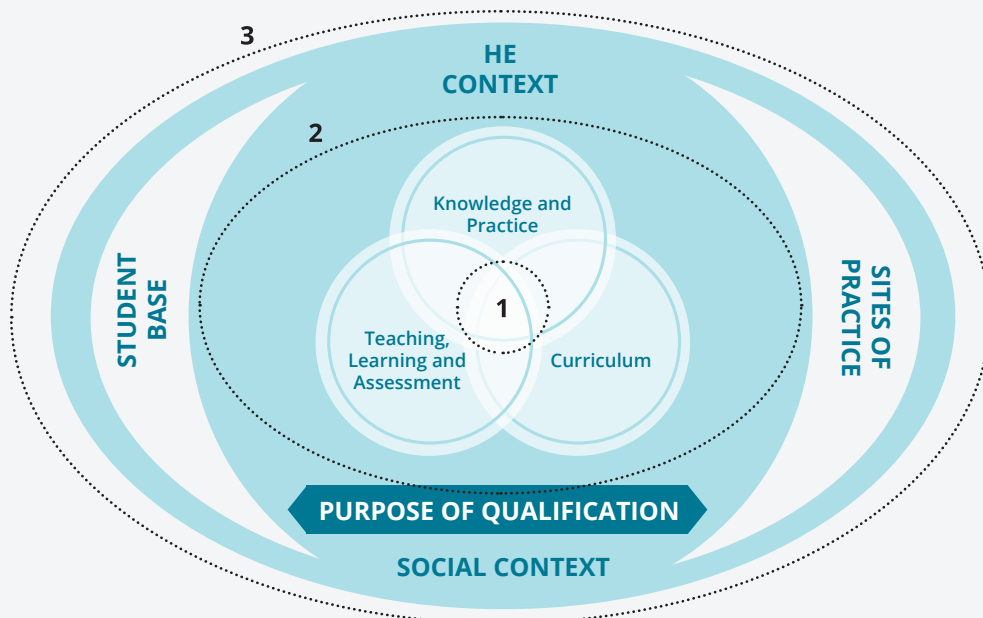 3
HE
CONTEXT
2
Knowledge and
Practice
STUDENT
BASE
1
Teaching,
Learning and
Assessment
Curriculum
SITES OF
PRACTICE
PURPOSE OF QUALIFICATION
SOCIAL CONTEXT